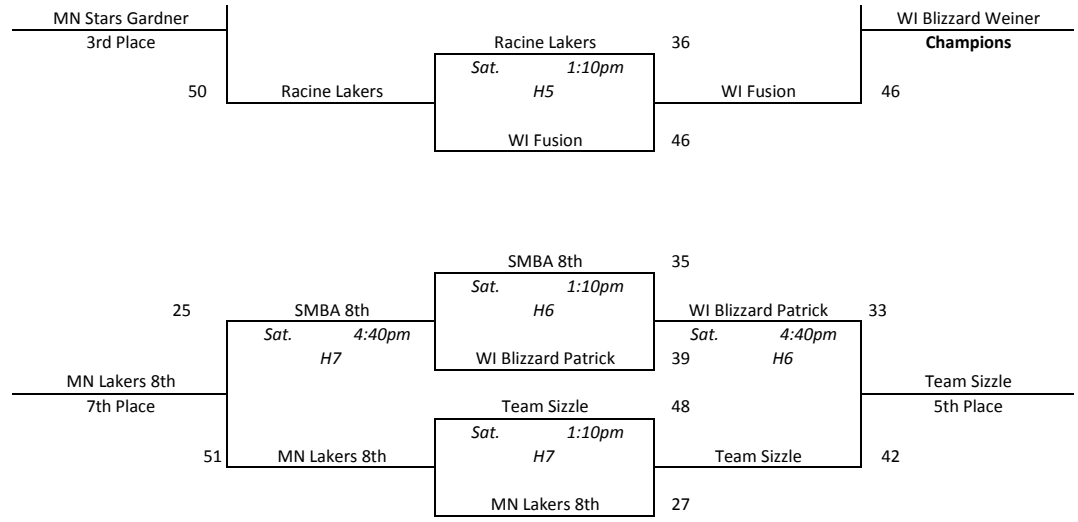 MN Stars Gardner WI Blizzard Weiner
3rd Place Racine Lakers 36 Champions
Sat. 1:10pm
50 Racine Lakers H5 WI Fusion 46
WI Fusion 46
SMBA 8th 35
Sat. 1:10pm
25 SMBA 8th H6 WI Blizzard Patrick 33
Sat. 4:40pm Sat. 4:40pm
H7 WI Blizzard Patrick 39 H6
MN Lakers 8th Team Sizzle
7th Place Team Sizzle 48 5th Place
Sat. 1:10pm
51 MN Lakers 8th H7 Team Sizzle 42
MN Lakers 8th 27